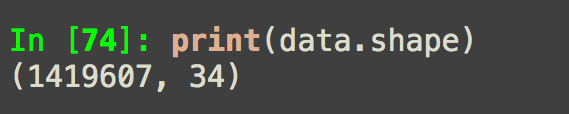 In [74]: print(data.shape)
(1419607, 34)